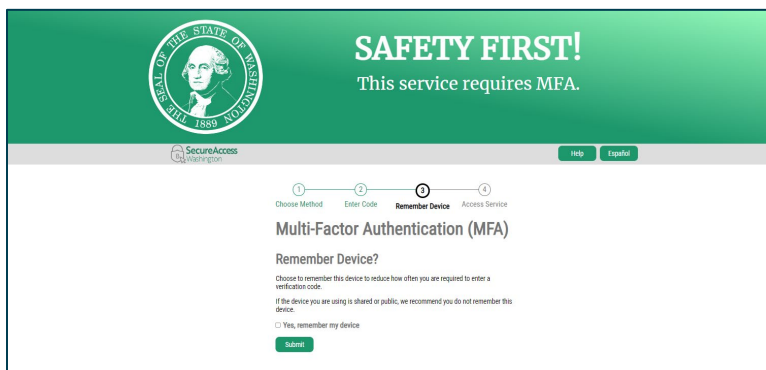 THE SEAL OF THE STATE OF WASHINGTON
1889
SAFETY FIRST!
This service requires MFA.
SecureAccess
Washington
Help
Español
1
2
3
4
Choose Method
Enter Code
Remember Device
Access Service
Multi-Factor Authentication (MFA)
Remember Device?
Choose to remember this device to reduce how often you are required to enter a
verification code.
If the device you are using is shared or public, we recommend you do not remember this
device.
Yes, remember my device
Submit